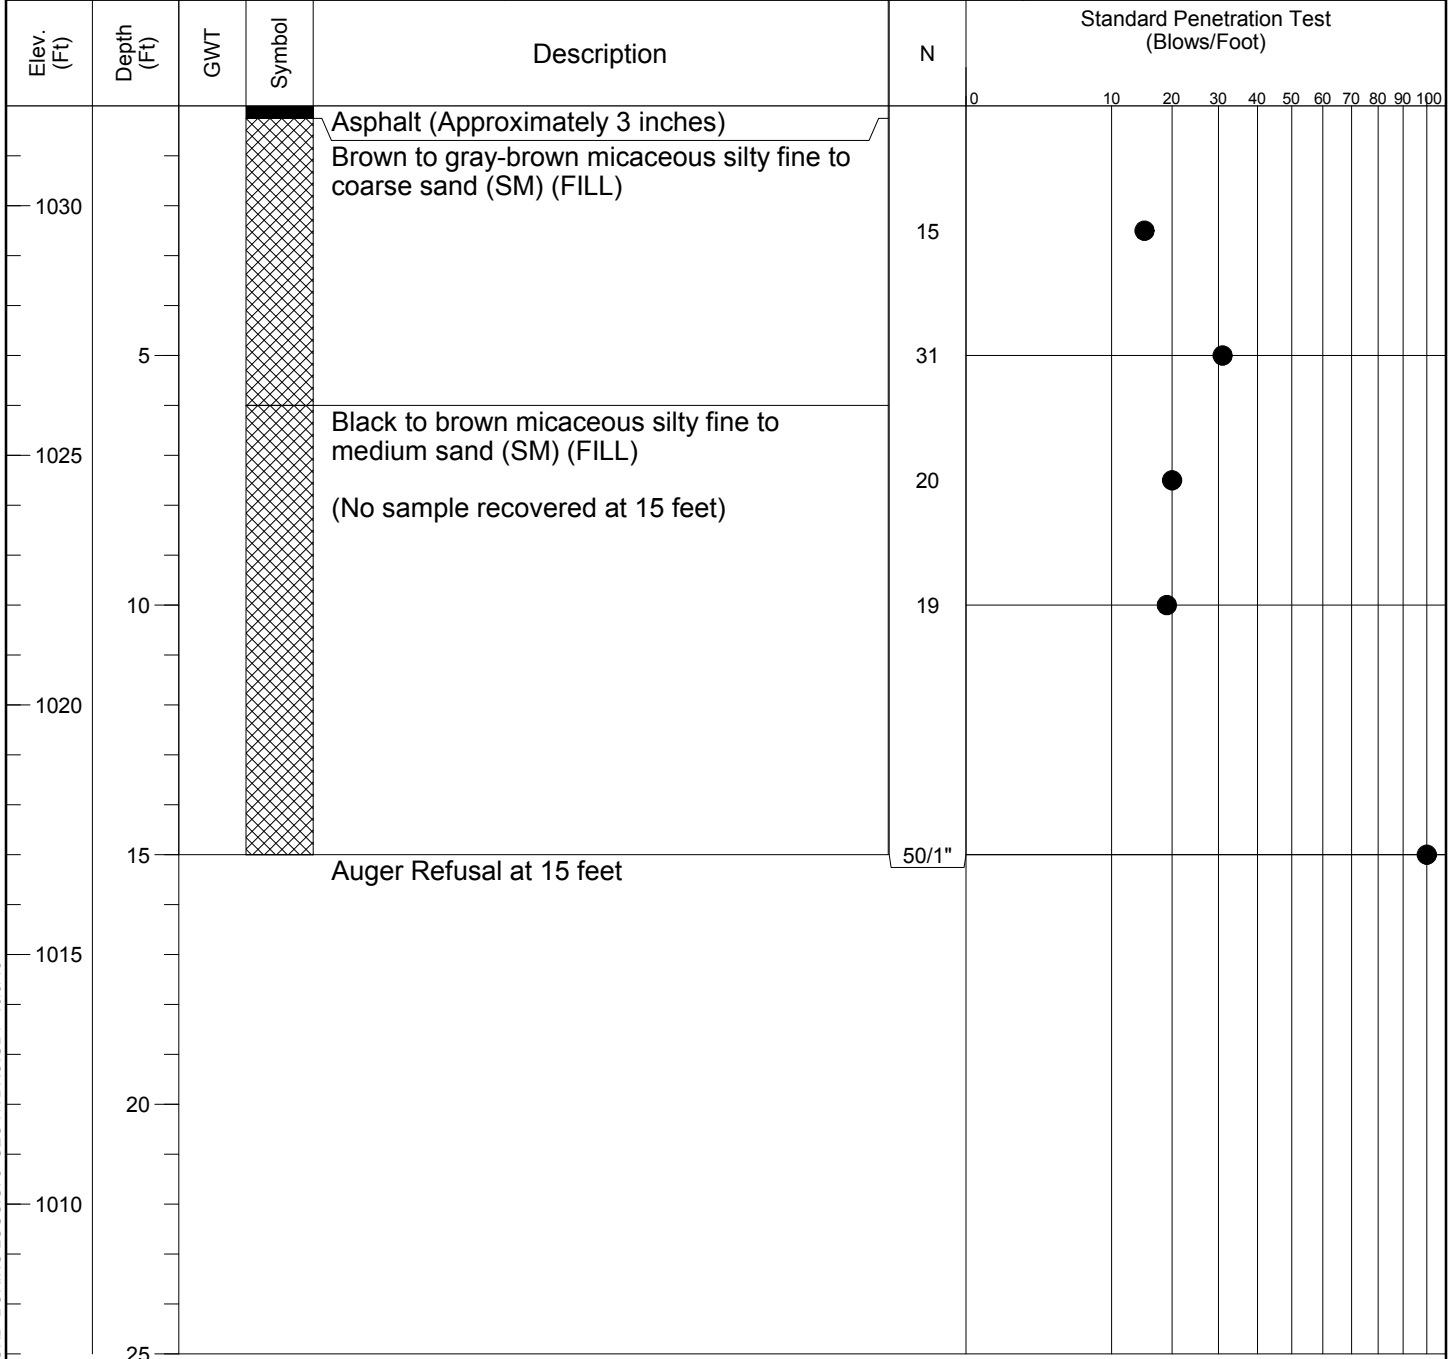 Elev.
(Ft)
Depth
(Ft)
GWT
Symbol
Description
N
Standard Penetration Test
(Blows/Foot)
0 10 20 30 40 50 60 70 80 90 100
Asphalt (Approximately 3 inches)
Brown to gray-brown micaceous silty fine to
coarse sand (SM) (FILL)
1030
15
5
31
Black to brown micaceous silty fine to
medium sand (SM) (FILL)
1025
20
(No sample recovered at 15 feet)
10
19
1020
15
50/1"
Auger Refusal at 15 feet
1015
20
1010
25